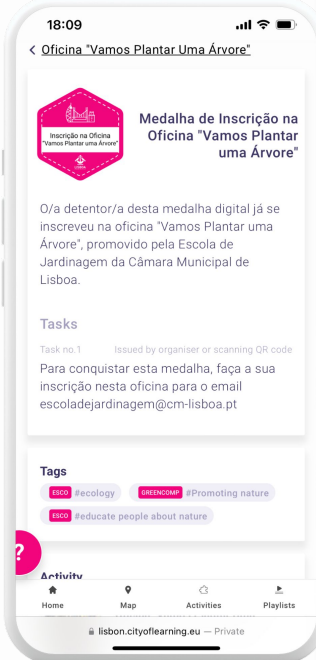 18:09
Oficina "Vamos Plantar Uma Árvore"
Inscrição na Oficina
"Vamos Plantar uma Árvore"
LISBOA
Medalha de Inscrição na
Oficina "Vamos Plantar
uma Árvore"
O/a detentor/a desta medalha digital já se
inscreveu na oficina "Vamos Plantar uma
Árvore", promovido pela Escola de
Jardinagem da Câmara Municipal de
Lisboa.
Tasks
Task no.1 Issued by organiser or scanning QR code
Para conquistar esta medalha, faça a sua
inscrição nesta oficina para o email
escoladejardinagem@cm-lisboa.pt
Tags
ESCO #ecology GREENCOMP #Promoting nature
ESCO #educate people about nature
?
Activity
Home Map Activities Playlists
lisbon.cityoflearning.eu — Private